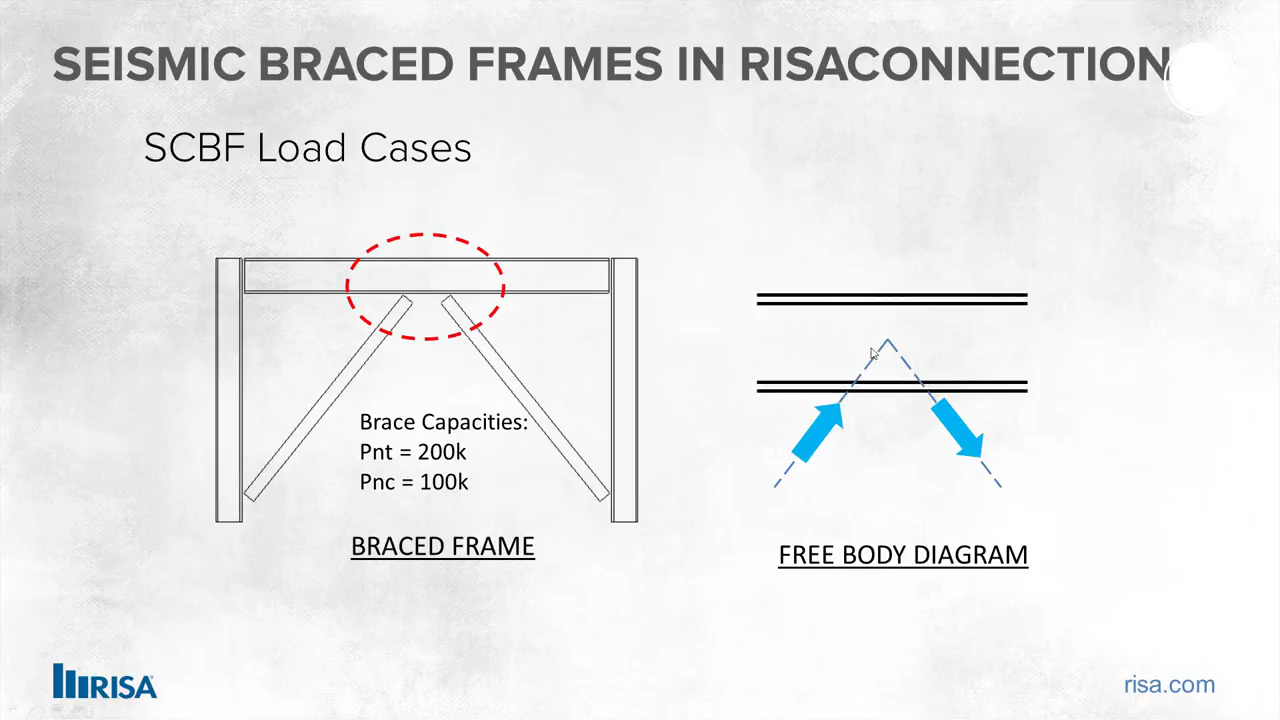 SEISMIC BRACED FRAMES IN RISACONNECTION
SCBF Load Cases
Brace Capacities:
Pnt = 200k
Pnc = 100k
BRACED FRAME
FREE BODY DIAGRAM
RISA
risa.com